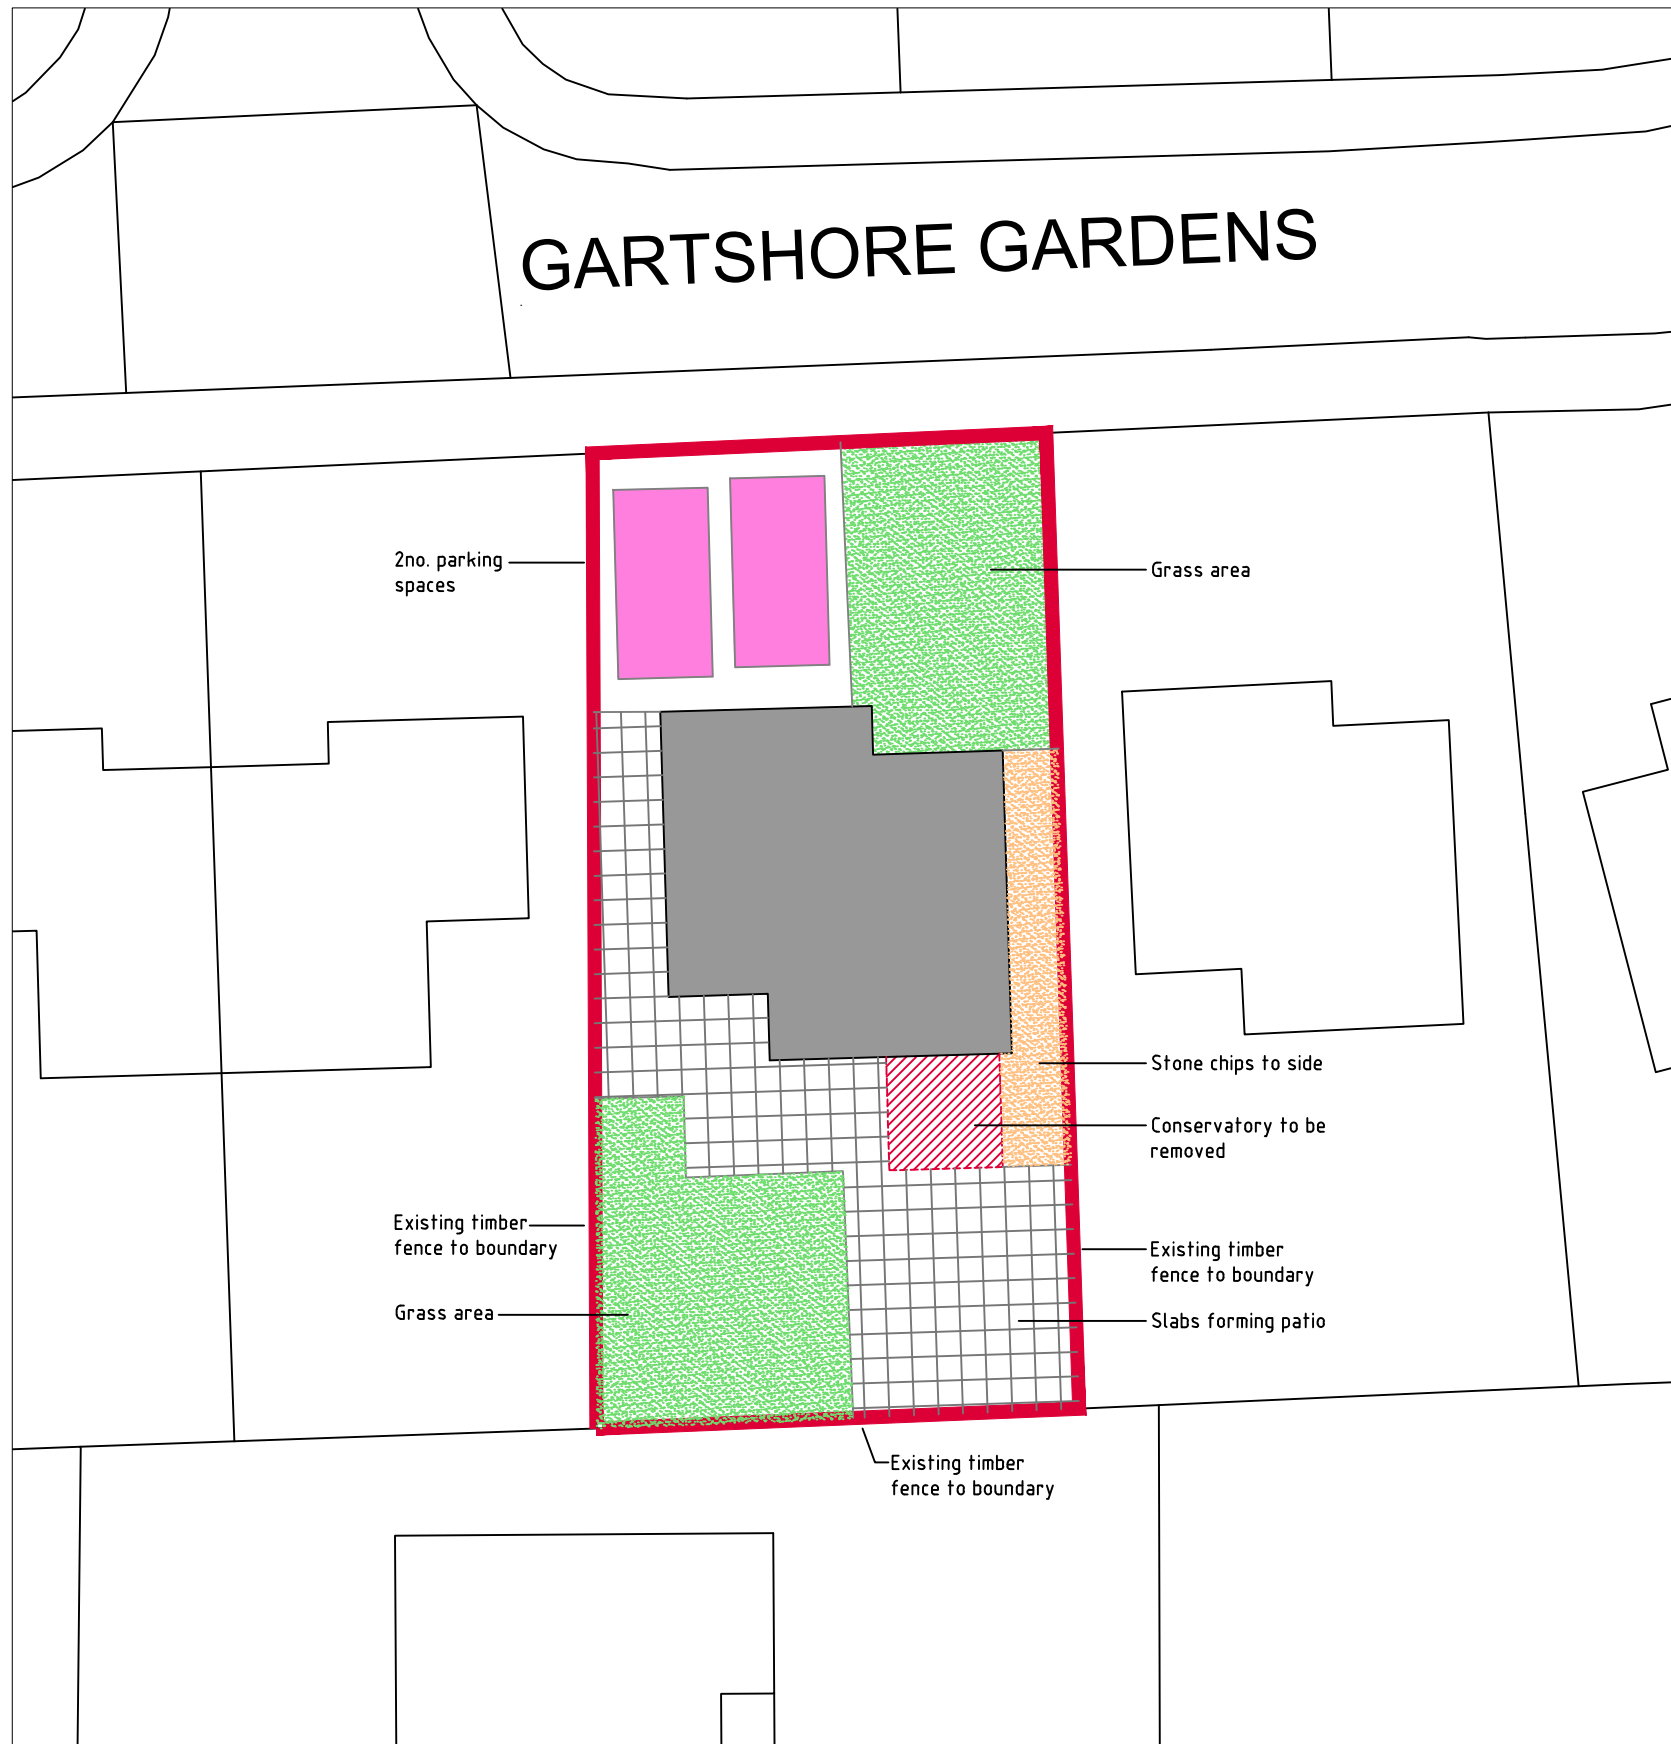 GARTSHORE GARDENS
2no. parking
spaces
Grass area
Stone chips to side
Conservatory to be
removed
Existing timber
fence to boundary
Existing timber
fence to boundary
Grass area
Slabs forming patio
Existing timber
fence to boundary